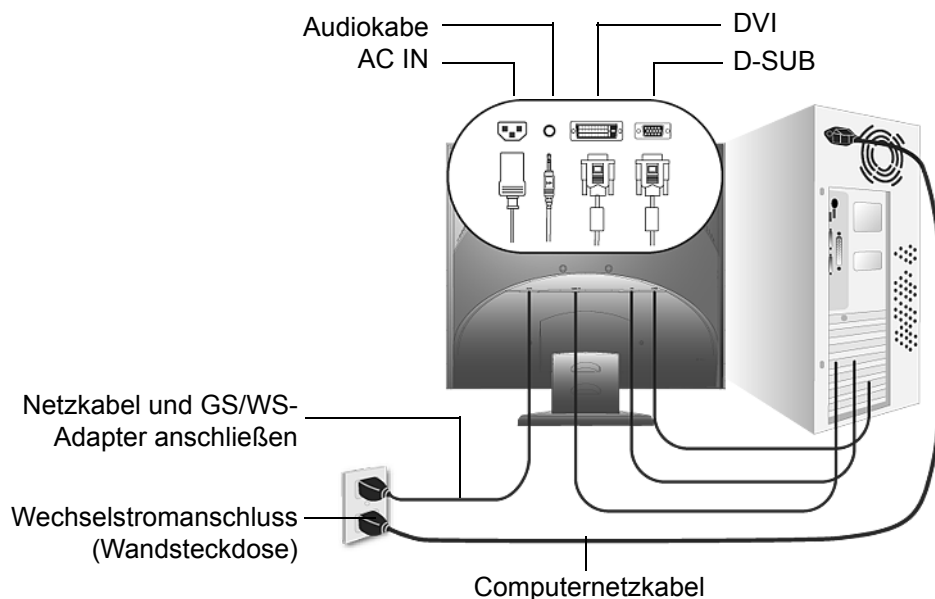 Audiokabe
AC IN
DVI
D-SUB
Netzkabel und GS/WS-
Adapter anschließen
Wechselstromanschluss
(Wandsteckdose)
Computernetzkabel